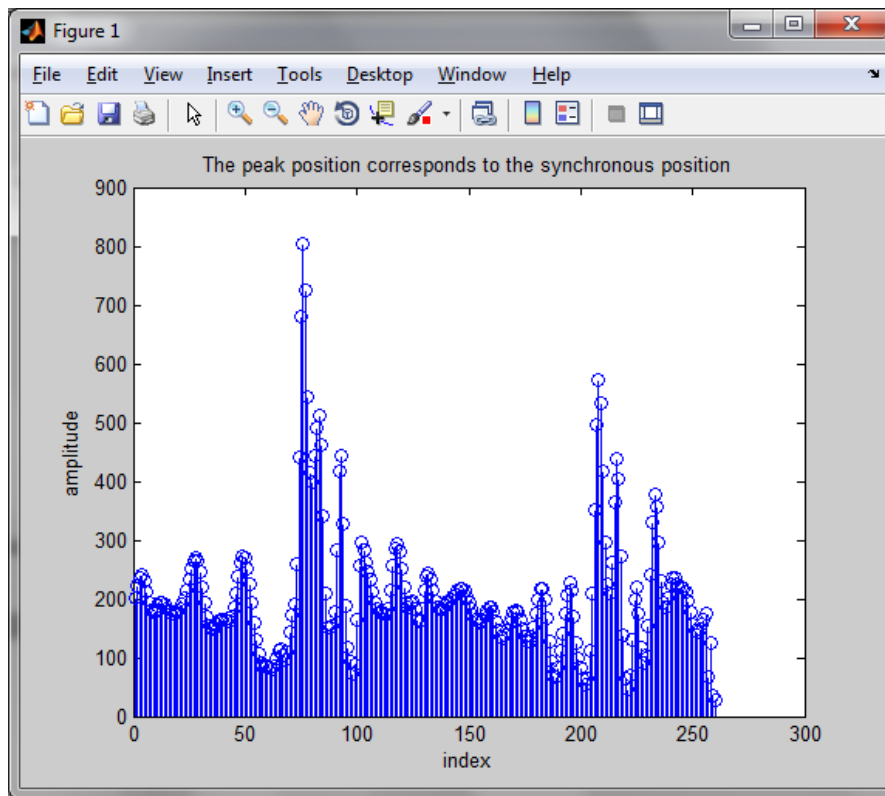 Figure 1
File Edit View Insert Tools Desktop Window Help
The peak position corresponds to the synchronous position
900
800
700
600
500
400
300
200
100
0
amplitude
0 50 100 150 200 250 300
index